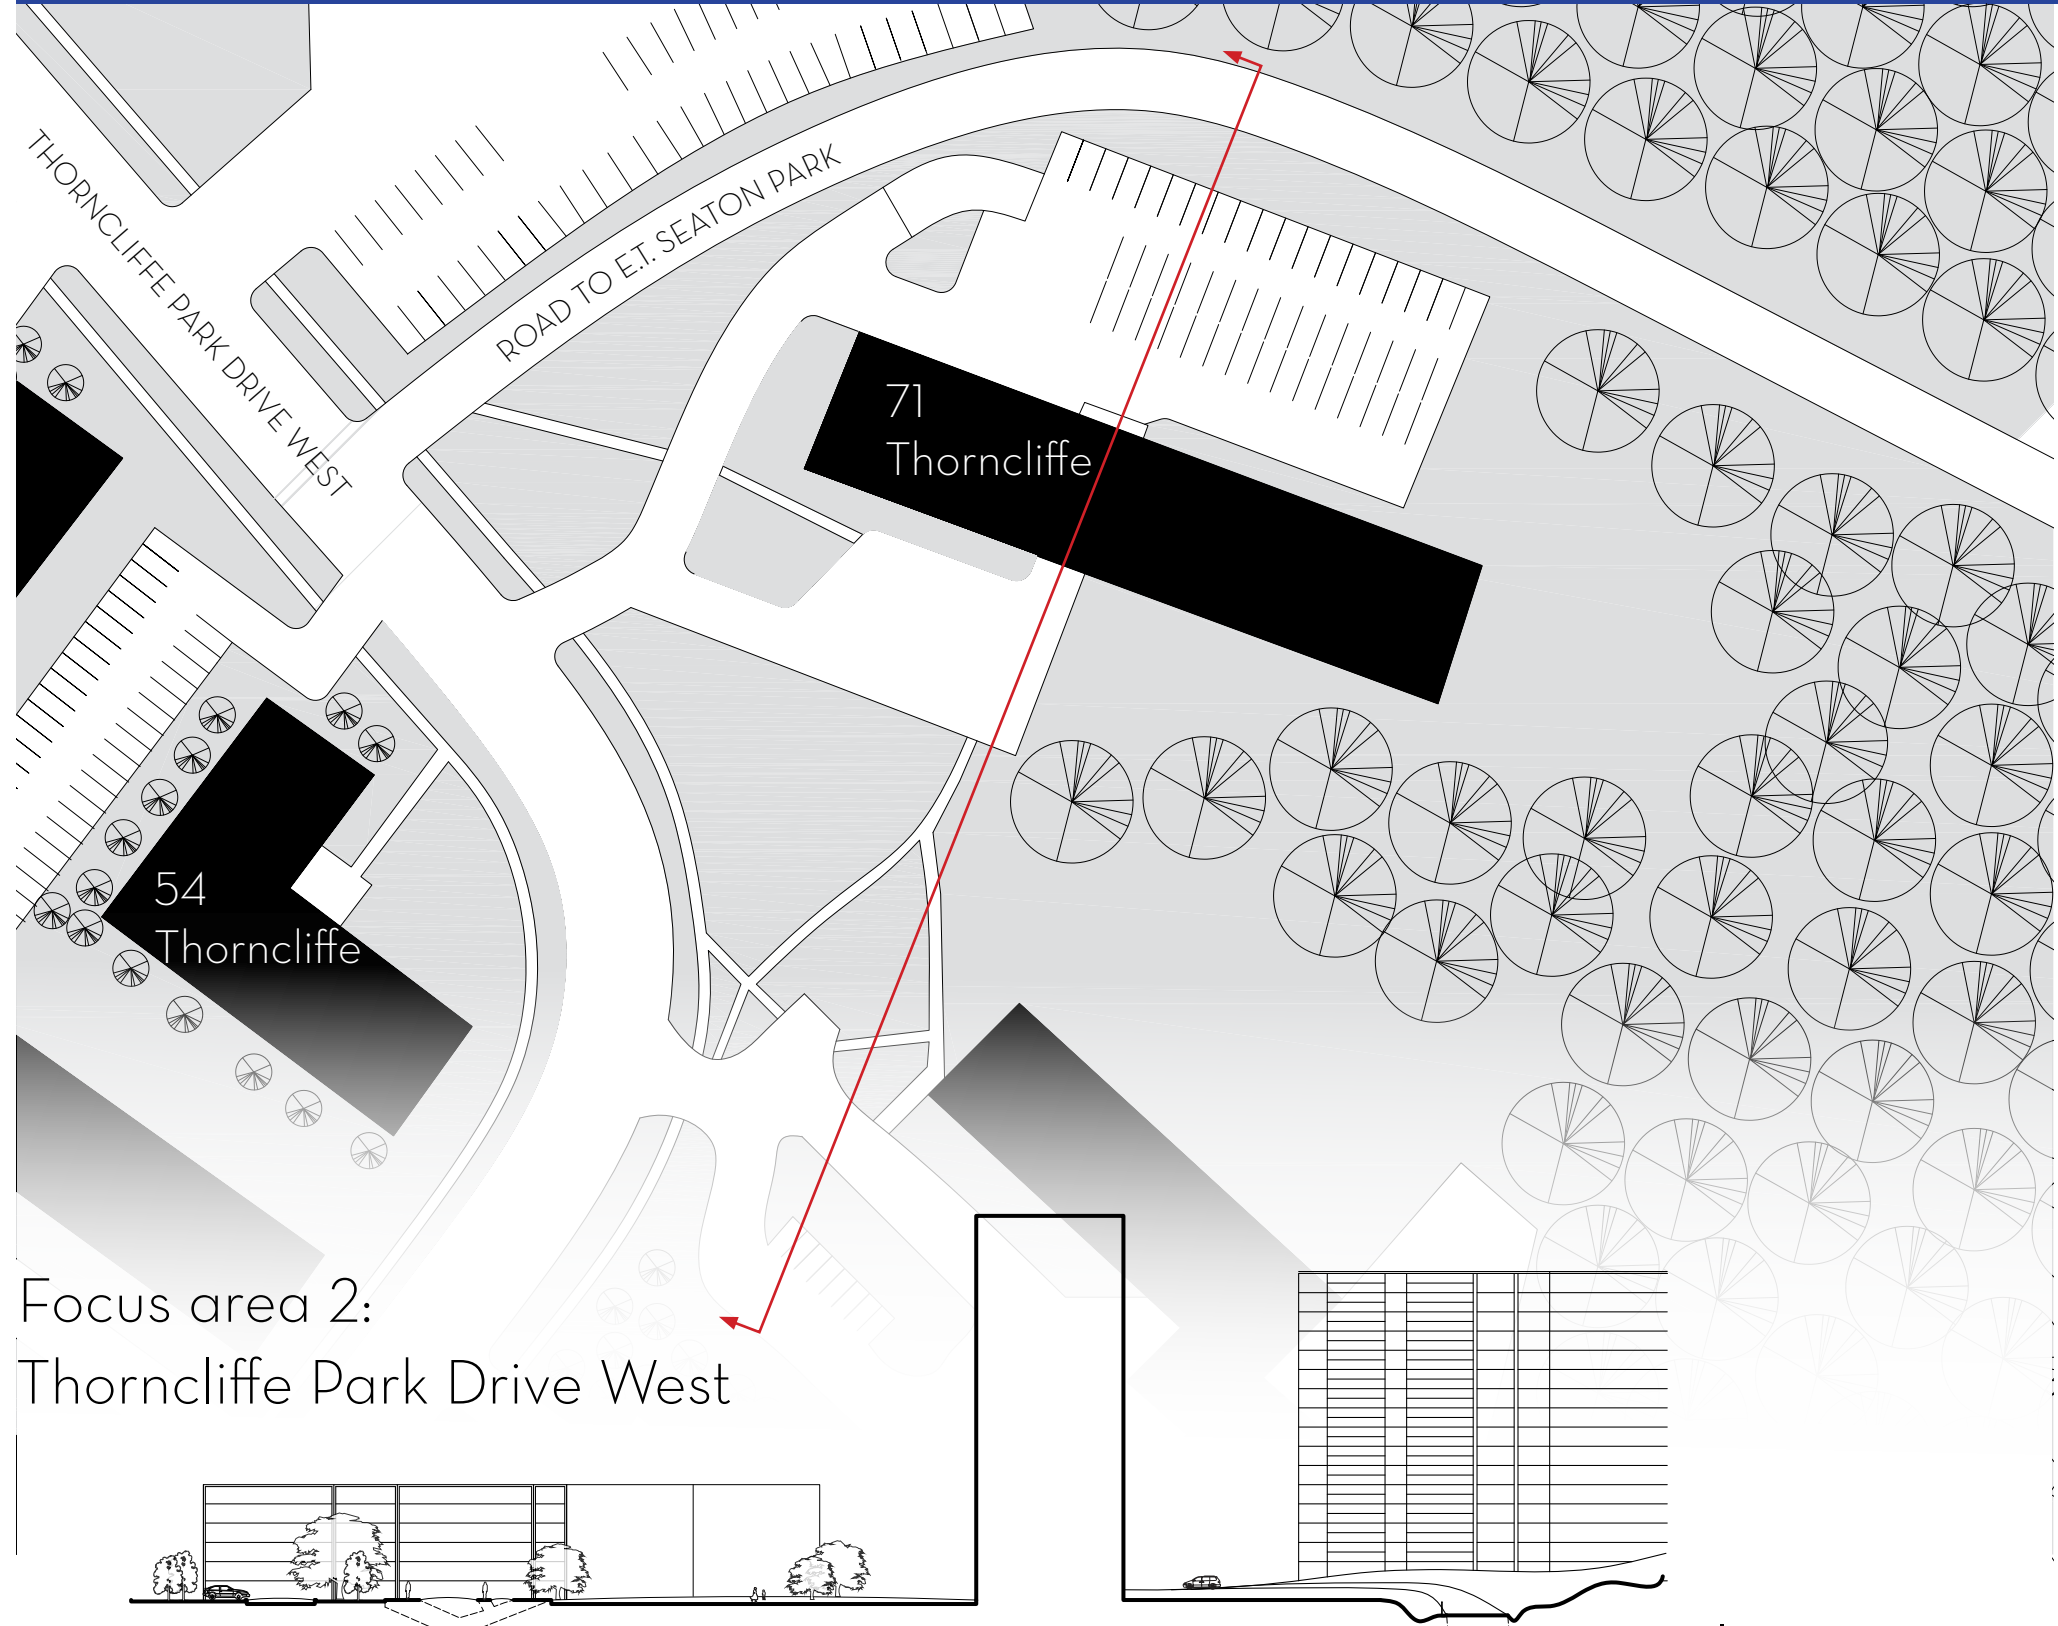 THORNCLIFFE PARK DRIVE WEST
ROAD TO E.T. SEATON PARK
71
Thorncliffe
54
Thorncliffe
Focus area 2:
Thorncliffe Park Drive West